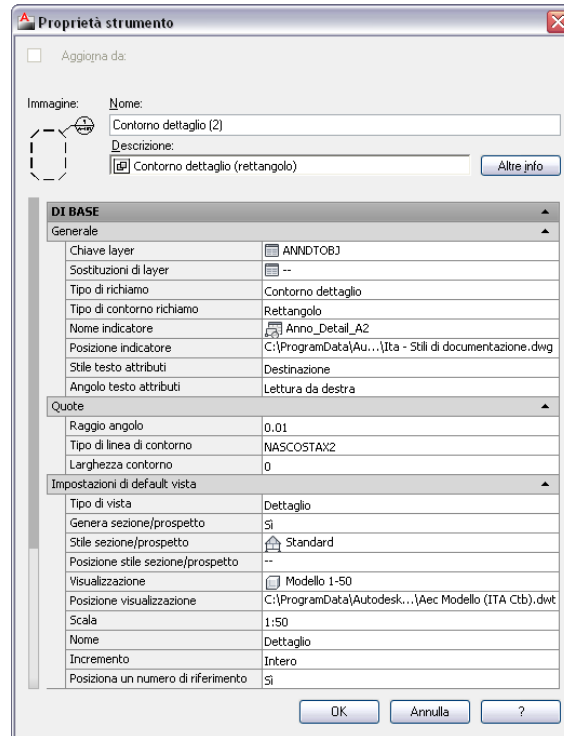 Proprietà strumento
Aggiorna da:
Immagine:
Nome:
Contorno dettaglio (2)
Descrizione:
Contorno dettaglio (rettangolo)
Altre info
DI BASE
Generale
Chiave layer ANNDTOBJ
Sostituzioni di layer --
Tipo di richiamo Contorno dettaglio
Tipo di contorno richiamo Rettangolo
Nome indicatore Anno_Detail_A2
Posizione indicatore C:\ProgramData\Au...\Ita - Stili di documentazione.dwg
Stile testo attributi Destinazione
Angolo testo attributi Lettura da destra
Quote
Raggio angolo 0.01
Tipo di linea di contorno NASCOSTAX2
Larghezza contorno 0
Impostazioni di default vista
Tipo di vista Dettaglio
Genera sezione/prospetto Sì
Stile sezione/prospetto Standard
Posizione stile sezione/prospetto --
Visualizzazione Modello 1-50
Posizione visualizzazione C:\ProgramData\Autodesk...\Aec Modello (ITA Ctb).dwt
Scala 1:50
Nome Dettaglio
Incremento Intero
Posiziona un numero di riferimento Sì
OK Annulla ?